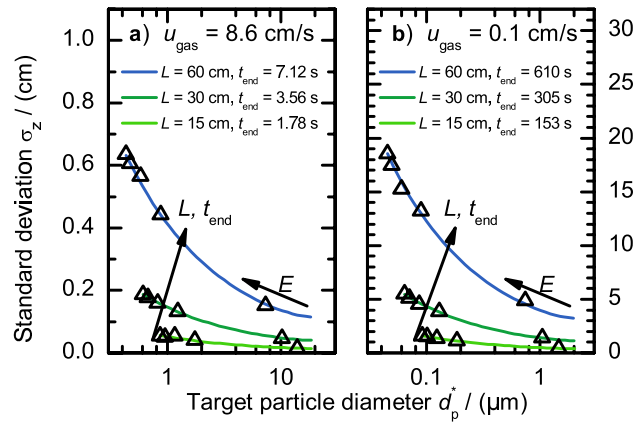 a) u_gas = 8.6 cm/s
L = 60 cm, t_end = 7.12 s
L = 30 cm, t_end = 3.56 s
L = 15 cm, t_end = 1.78 s
L, t_end
E
1.0
0.8
0.6
0.4
0.2
0.0
1
10
Standard deviation σ_z / (cm)
b) u_gas = 0.1 cm/s
L = 60 cm, t_end = 610 s
L = 30 cm, t_end = 305 s
L = 15 cm, t_end = 153 s
L, t_end
E
30
25
20
15
10
5
0
0.1
1
Target particle diameter d_p^* / (μm)